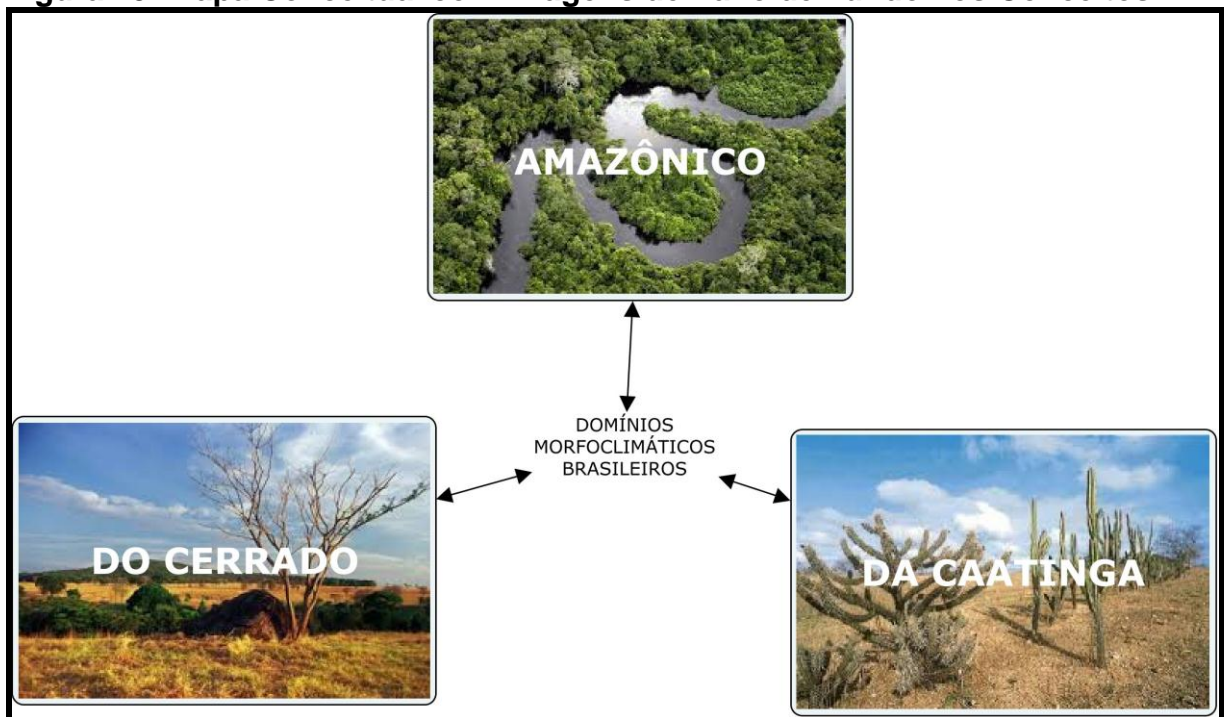 AMAZÔNICO
DOMÍNIOS
MORFOCLIMÁTICOS
BRASILEIROS
DO CERRADO
DA CAATINGA